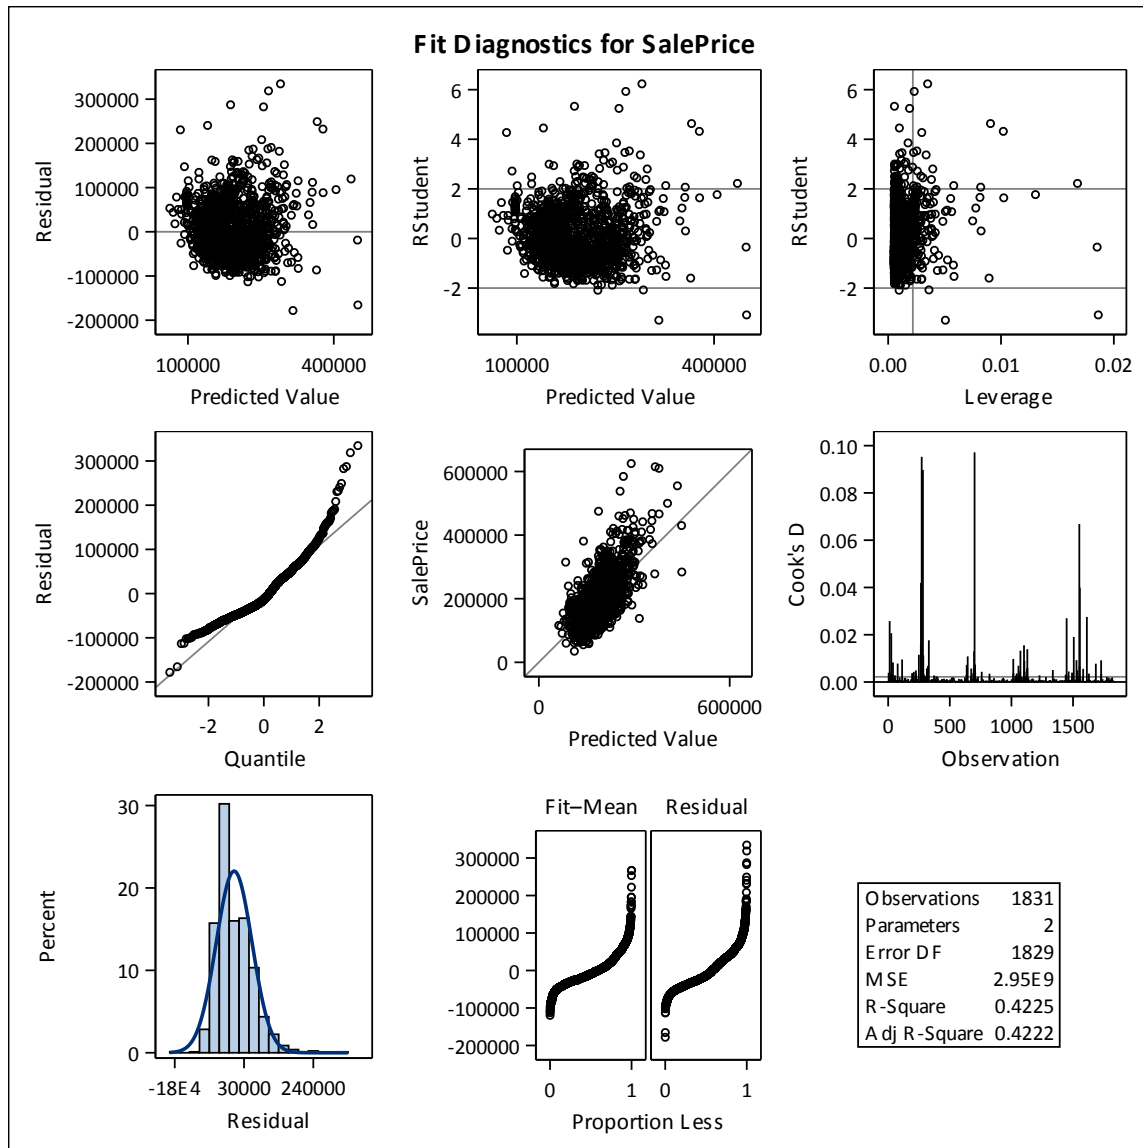 Fit Diagnostics for SalePrice
Residual
300000
200000
100000
0
-100000
-200000
100000
400000
Predicted Value
RStudent
6
4
2
0
-2
100000
400000
Predicted Value
RStudent
6
4
2
0
-2
0.00
0.01
0.02
Leverage
Residual
300000
200000
100000
0
-100000
-200000
-2
0
2
Quantile
SalePrice
600000
400000
200000
0
0
600000
Predicted Value
Cook's D
0.10
0.08
0.06
0.04
0.02
0.00
0
500
1000
1500
Observation
Percent
30
20
10
0
-18E4
30000
240000
Residual
Fit–Mean
Residual
300000
200000
100000
0
-100000
-200000
0
1
0
1
Proportion Less
Observations 1831
Parameters 2
Error DF 1829
MSE 2.95E9
R-Square 0.4225
Adj R-Square 0.4222